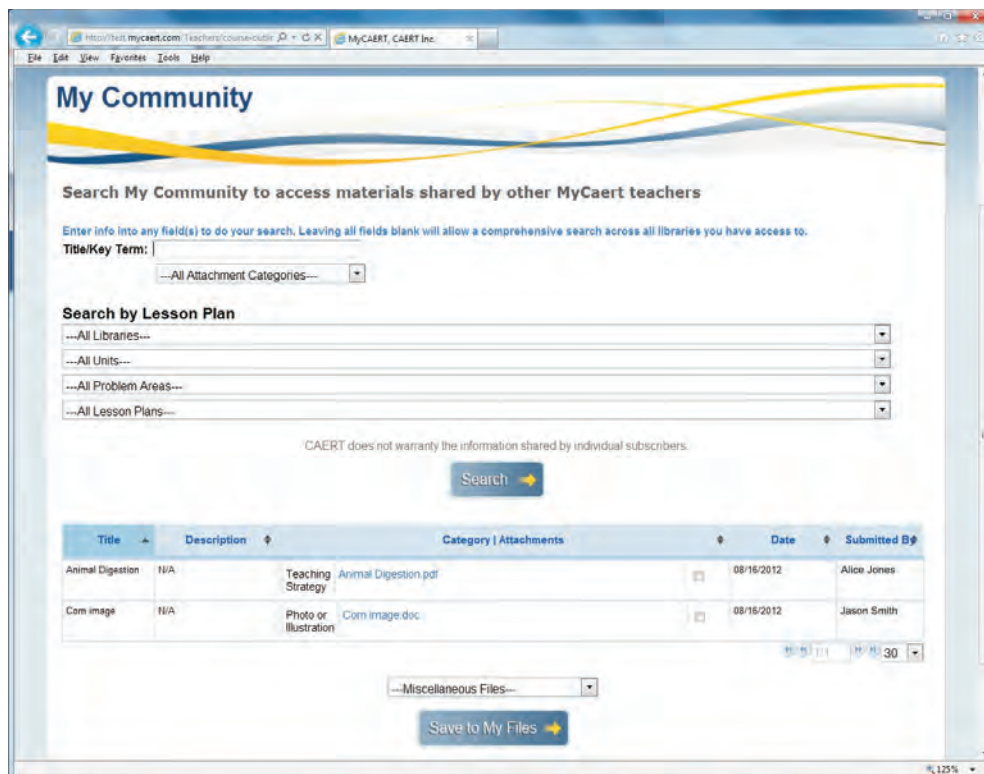 http://test.mycaert.com/Teachers/course-outlir
MyCAERT, CAERT Inc.
File Edit View Favorites Tools Help
My Community
Search My Community to access materials shared by other MyCaert teachers
Enter info into any field(s) to do your search. Leaving all fields blank will allow a comprehensive search across all libraries you have access to.
Title/Key Term:
---All Attachment Categories---
Search by Lesson Plan
---All Libraries---
---All Units---
---All Problem Areas---
---All Lesson Plans---
CAERT does not warranty the information shared by individual subscribers.
Search
Title Description Category | Attachments Date Submitted By
Animal Digestion N/A Teaching Strategy Animal Digestion.pdf 08/16/2012 Alice Jones
Corn image N/A Photo or Illustration Corn image.doc 08/16/2012 Jason Smith
1/1 30
---Miscellaneous Files---
Save to My Files
125%